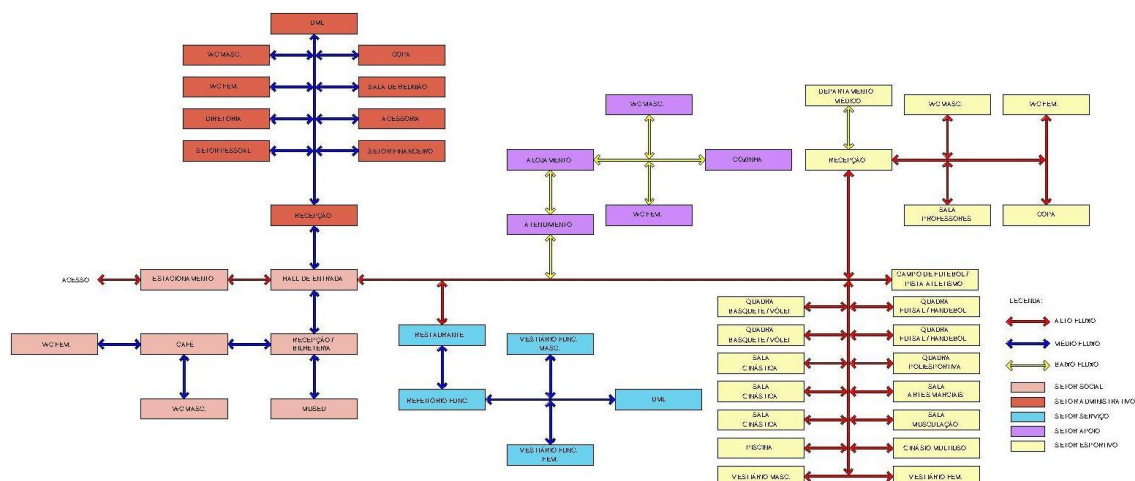 DML
WC MASC.
COPA
WC FEM.
SALA DE REUNIÃO
DIRETORIA
ACESSORIA
SETOR PESSOAL
SETOR FINANCEIRO
RECEPÇÃO
ACESSO
ESTACIONAMENTO
HALL DE ENTRADA
WC FEM.
CAFÉ
RECEPÇÃO /
BILHETERIA
WC MASC.
MUSEU
WC MASC.
ALOJAMENTO
COZINHA
WC FEM.
ATENDIMENTO
RESTAURANTE
VESTIÁRIO FUNC.
MASC.
REFEITÓRIO FUNC.
DML
VESTIÁRIO FUNC.
FEM.
DEPARTAMENTO
MÉDICO
WC MASC.
WC FEM.
RECEPÇÃO
SALA
PROFESSORES
COPA
CAMPO DE FUTEBOL /
PISTA ATLETISMO
QUADRA
BASQUETE / VÔLEI
QUADRA
FUTSAL / HANDEBOL
QUADRA
BASQUETE / VÔLEI
QUADRA
FUTSAL / HANDEBOL
SALA
GINÁSTICA
QUADRA
POLIESPORTIVA
SALA
GINÁSTICA
SALA
ARTES MARCIAIS
SALA
GINÁSTICA
SALA
MUSCULAÇÃO
PISCINA
GINÁSIO MULTIUSO
VESTIÁRIO MASC.
VESTIÁRIO FEM.
LEGENDA:
ALTO FLUXO
MÉDIO FLUXO
BAIXO FLUXO
SETOR SOCIAL
SETOR ADMINISTRATIVO
SETOR SERVIÇO
SETOR APOIO
SETOR ESPORTIVO